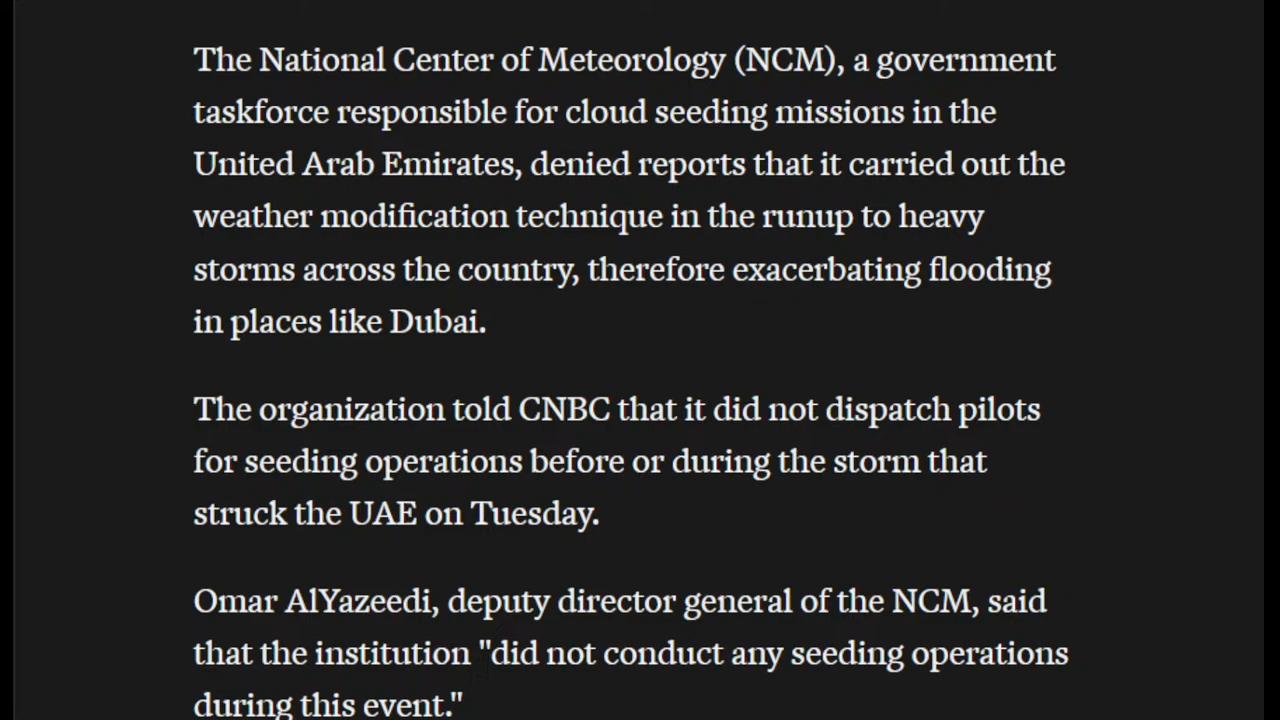 The National Center of Meteorology (NCM), a government
taskforce responsible for cloud seeding missions in the
United Arab Emirates, denied reports that it carried out the
weather modification technique in the runup to heavy
storms across the country, therefore exacerbating flooding
in places like Dubai.
The organization told CNBC that it did not dispatch pilots
for seeding operations before or during the storm that
struck the UAE on Tuesday.
Omar AlYazeedi, deputy director general of the NCM, said
that the institution "did not conduct any seeding operations
during this event."